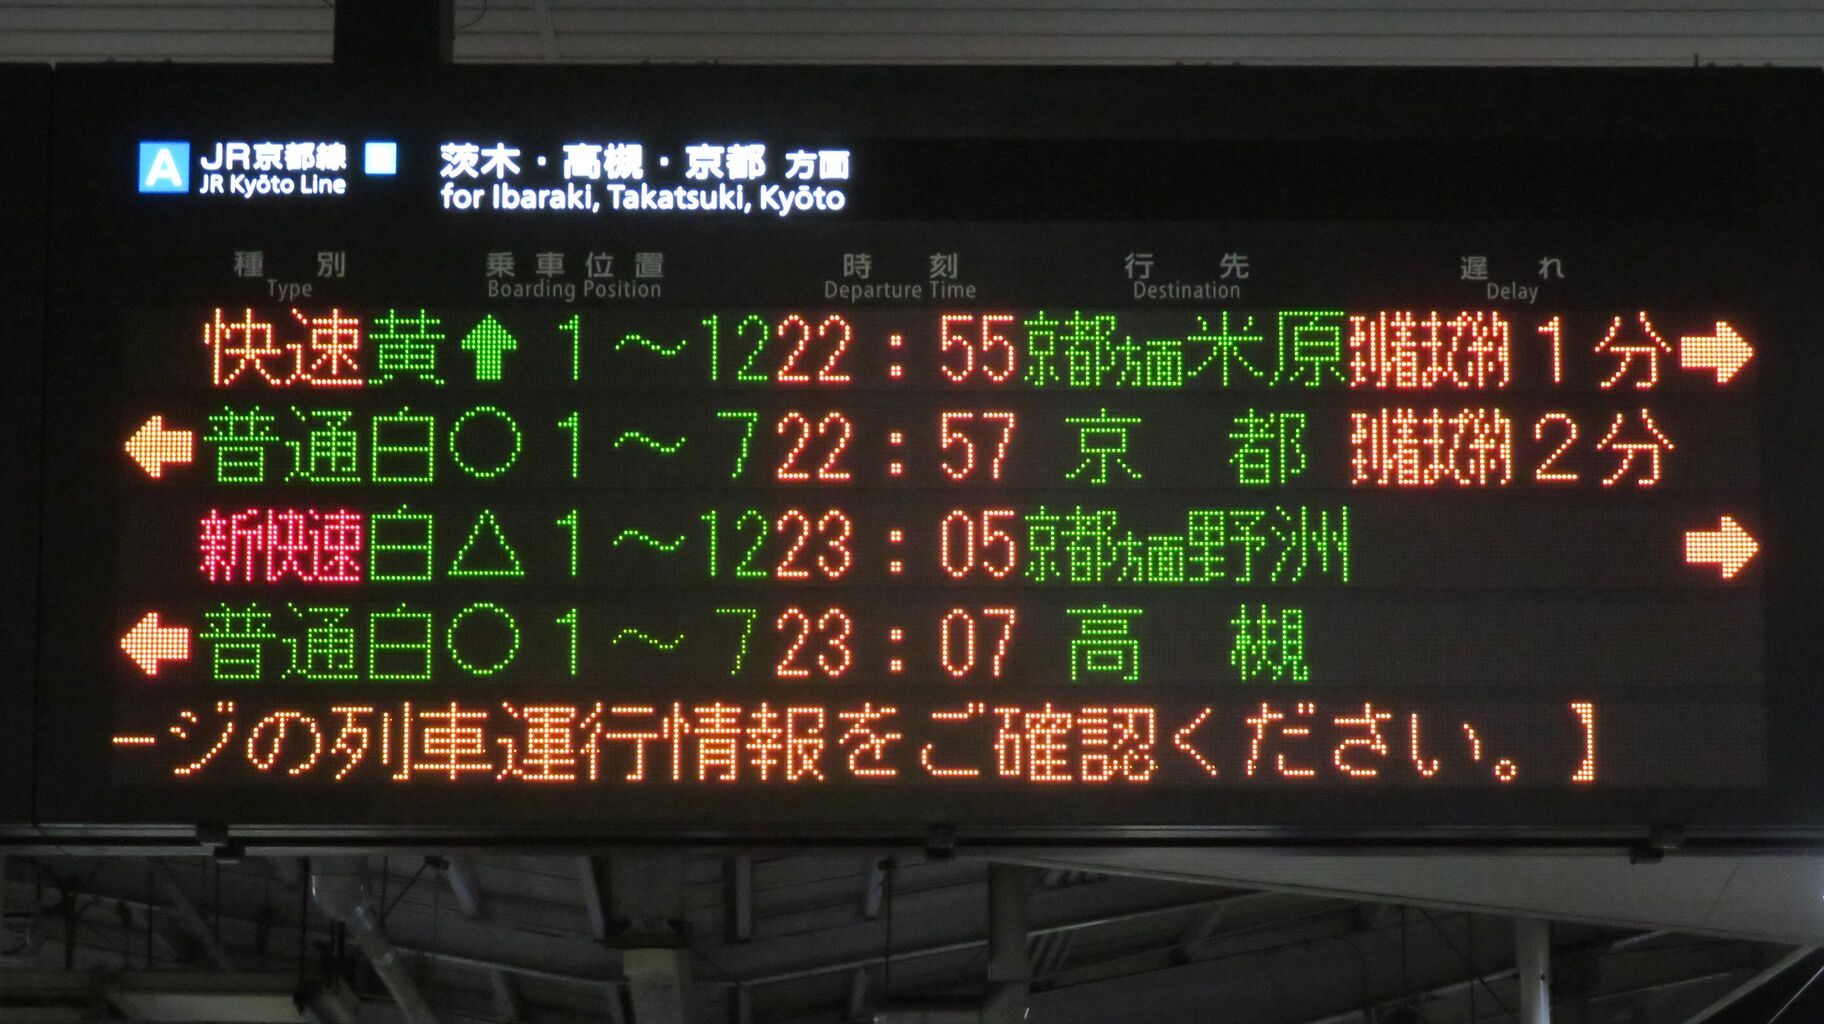 A JR京都線 茨木・高槻・京都 方面
JR Kyōto Line for Ibaraki, Takatsuki, Kyōto
種別 乗車位置 時刻 行先 遅れ
Type Boarding Position Departure Time Destination Delay
快速 黄↑ 1～12 22:55 京都方面米原 1分 →
← 普通 白○ 1～7 22:57 京都 2分
新快速 白△ 1～12 23:05 京都方面野洲 →
← 普通 白○ 1～7 23:07 高槻
ージの列車運行情報をご確認ください。】